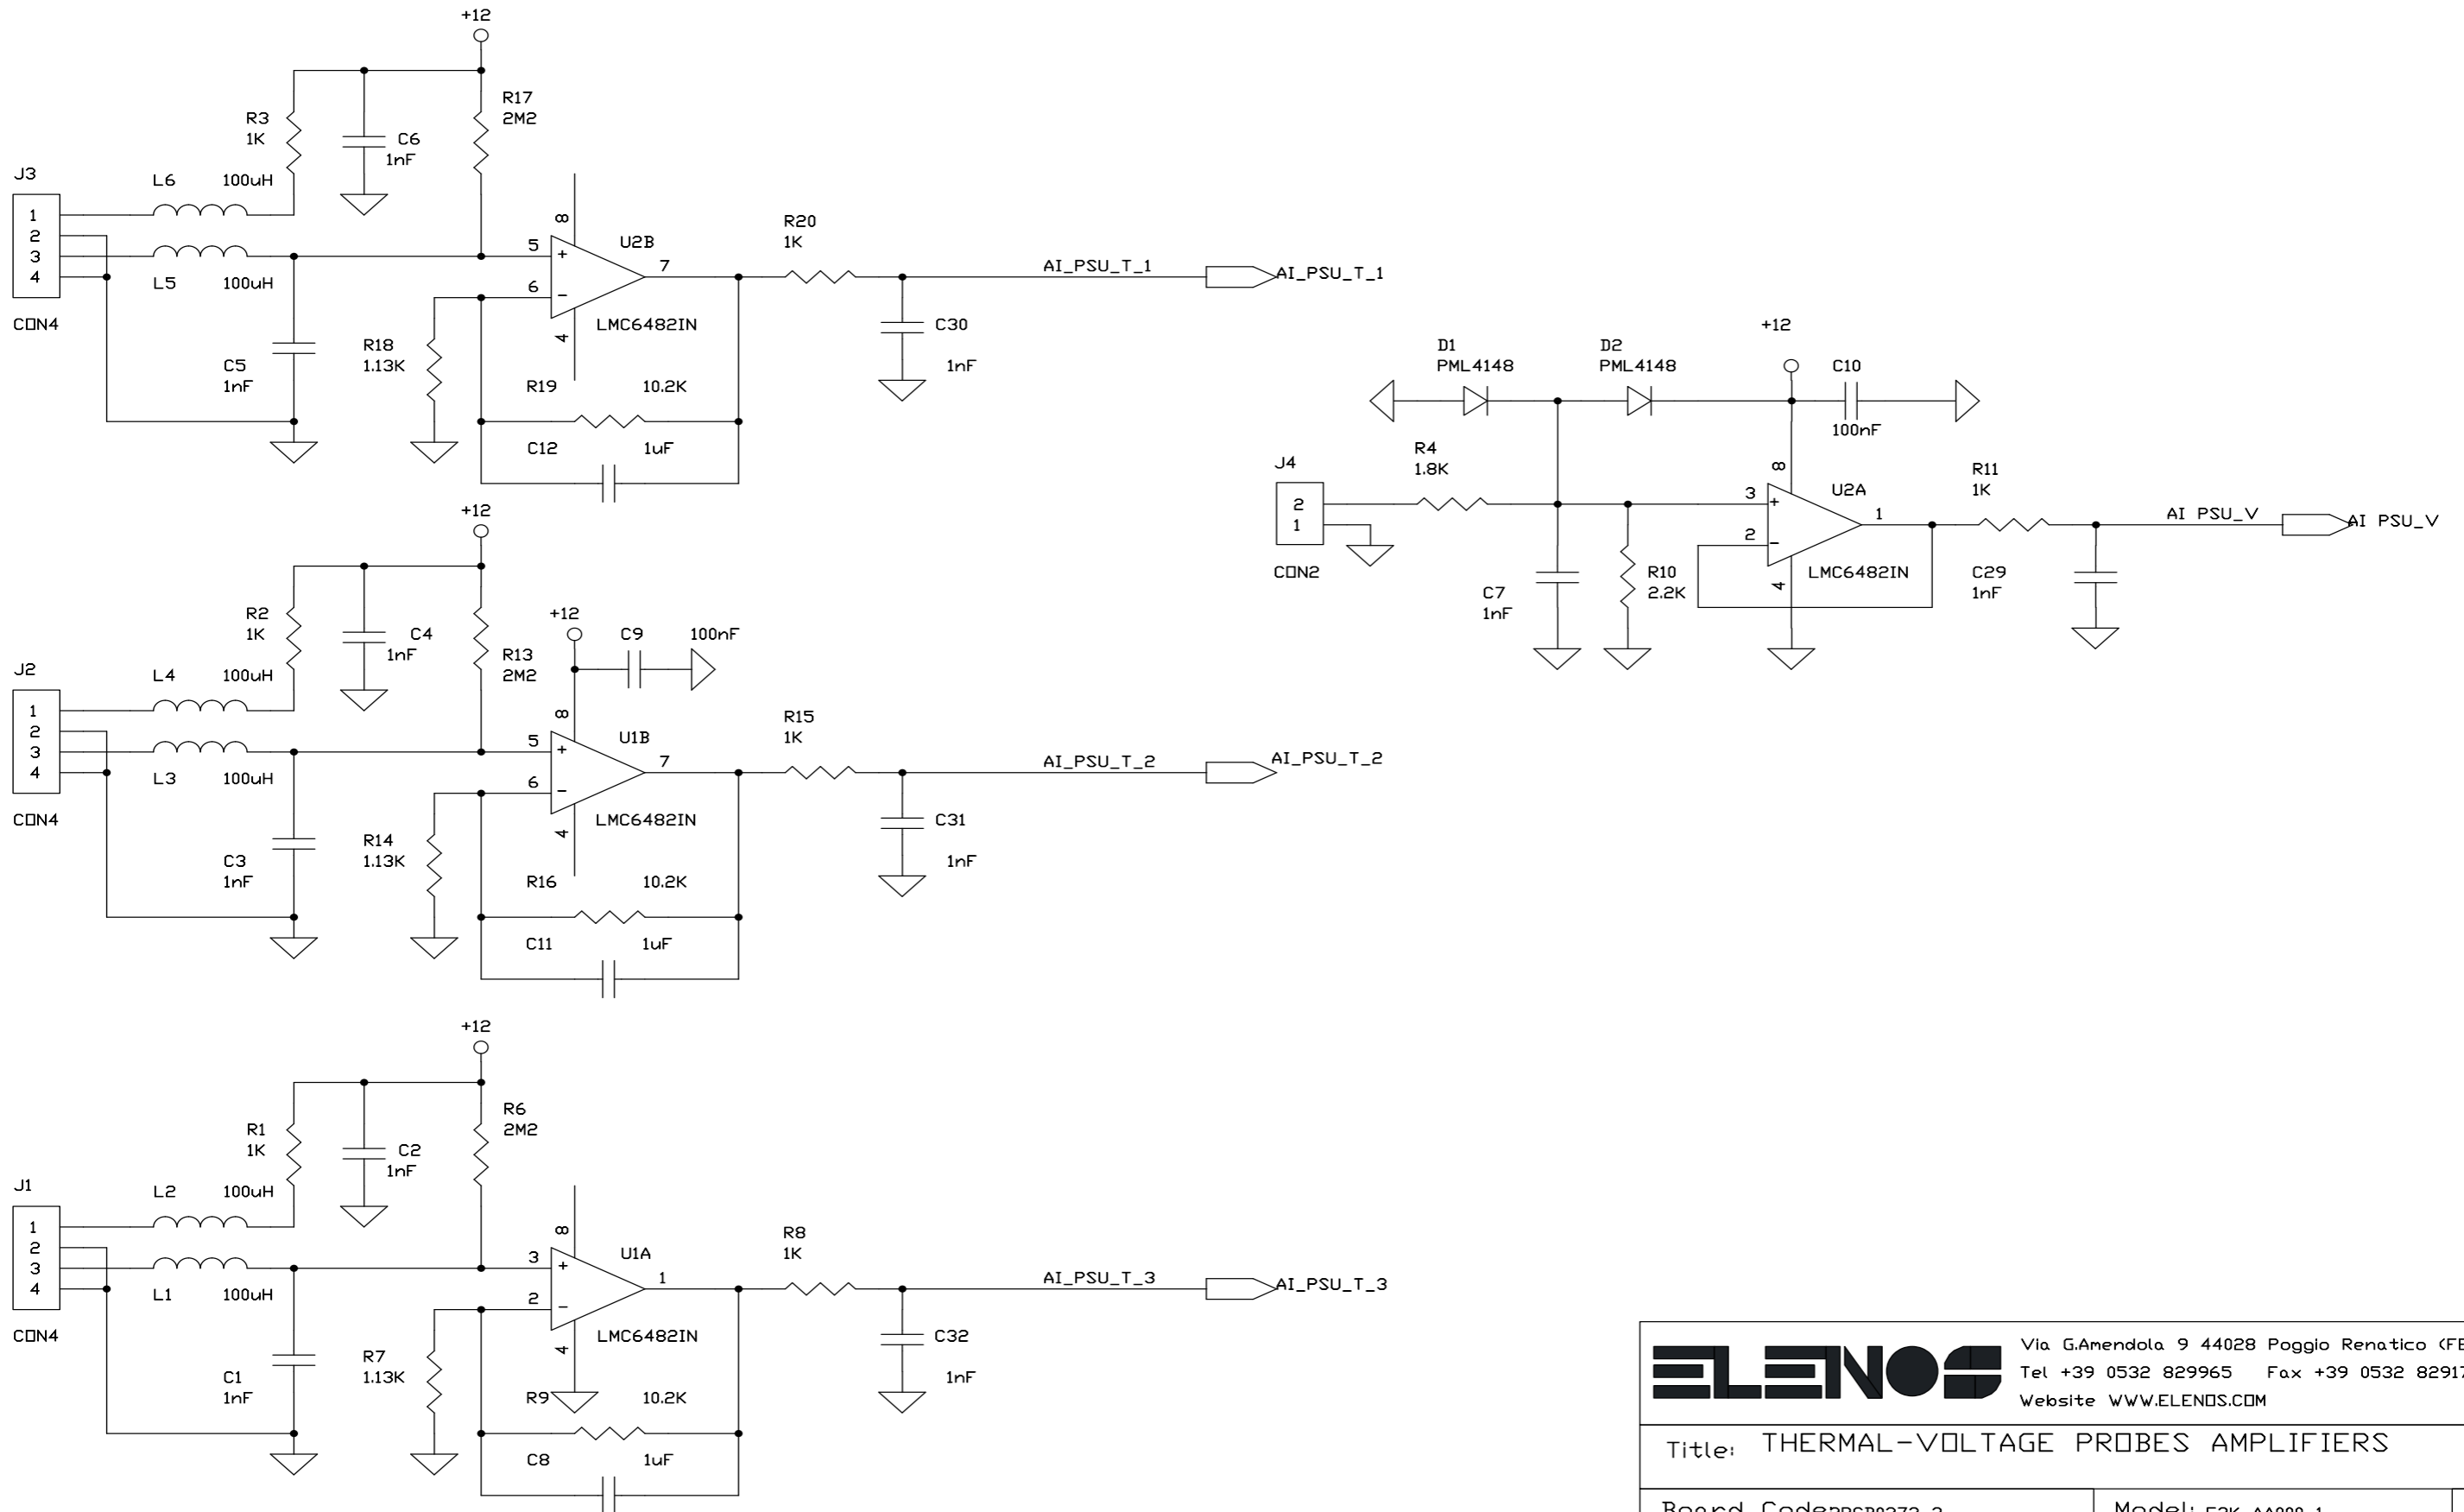 +12
R3
1K
C6
1nF
R17
2M2
J3
L6 100uH
1
2
3
4
L5 100uH
CON4
C5
1nF
8
5
+
6
-
7
4
U2B
LMC6482IN
R18
1.13K
R19 10.2K
C12 1uF
R20
1K
AI_PSU_T_1
AI_PSU_T_1
C30
1nF
+12
R2
1K
C4
1nF
R13
2M2
+12
C9 100nF
J2
L4 100uH
1
2
3
4
L3 100uH
CON4
C3
1nF
8
5
+
6
-
7
4
U1B
LMC6482IN
R14
1.13K
R16 10.2K
C11 1uF
R15
1K
AI_PSU_T_2
AI_PSU_T_2
C31
1nF
+12
R1
1K
C2
1nF
R6
2M2
J1
L2 100uH
1
2
3
4
L1 100uH
CON4
C1
1nF
8
3
+
2
-
1
4
U1A
LMC6482IN
R7
1.13K
R9 10.2K
C8 1uF
R8
1K
AI_PSU_T_3
AI_PSU_T_3
C32
1nF
+12
D1
PML4148
D2
PML4148
C10
100nF
J4
2
1
CON2
R4
1.8K
C7
1nF
R10
2.2K
8
3
+
2
-
1
4
U2A
LMC6482IN
R11
1K
C29
1nF
AI PSU_V
AI PSU_V
ELENOS
Via G.Amendola 9 44028 Poggio Renatico (FE
Tel +39 0532 829965 Fax +39 0532 82917
Website WWW.ELENOS.COM
Title: THERMAL-VOLTAGE PROBES AMPLIFIERS
Board Code
Model: